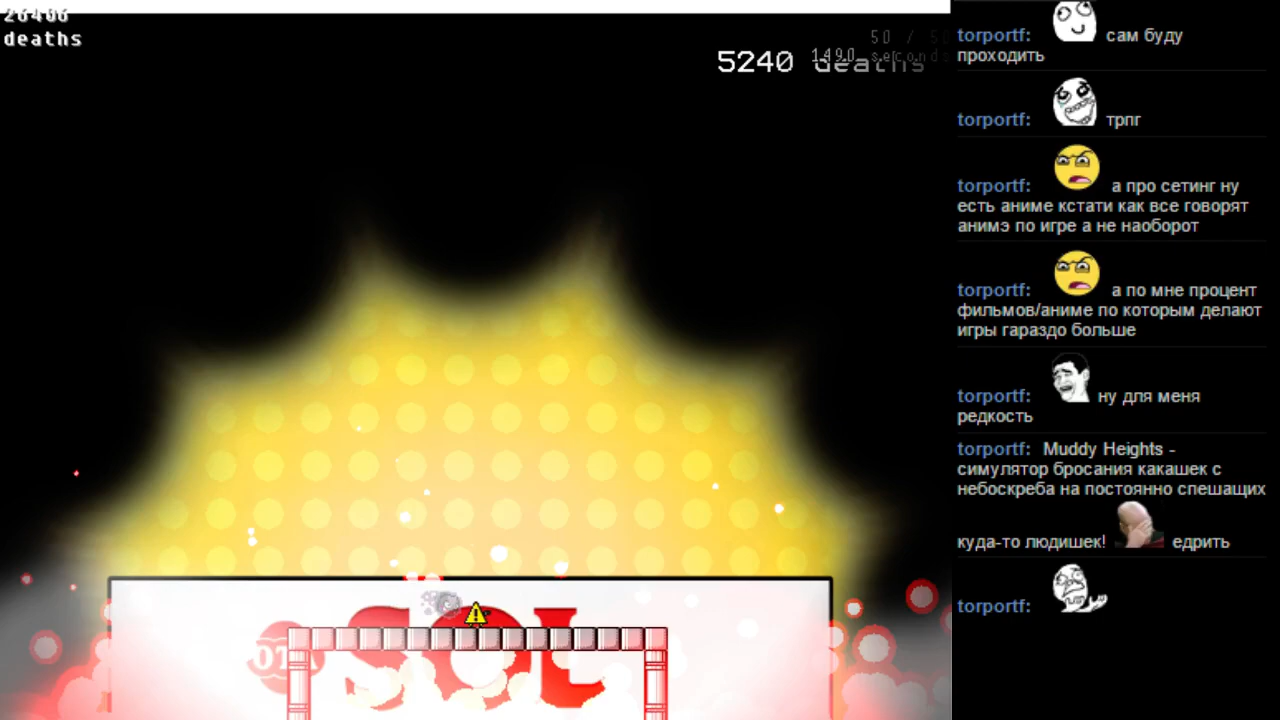 26406
deaths
50 / 50
5240 deaths
1490 seconds
SOL
torportf: сам буду
проходить
torportf: трпг
torportf: а про сетинг ну
есть аниме кстати как все говорят
анимэ по игре а не наоборот
torportf: а по мне процент
фильмов/аниме по которым делают
игры гараздо больше
torportf: ну для меня
редкость
torportf: Muddy Heights -
симулятор бросания какашек с
небоскреба на постоянно спешащих
куда-то людишек! едрить
torportf: